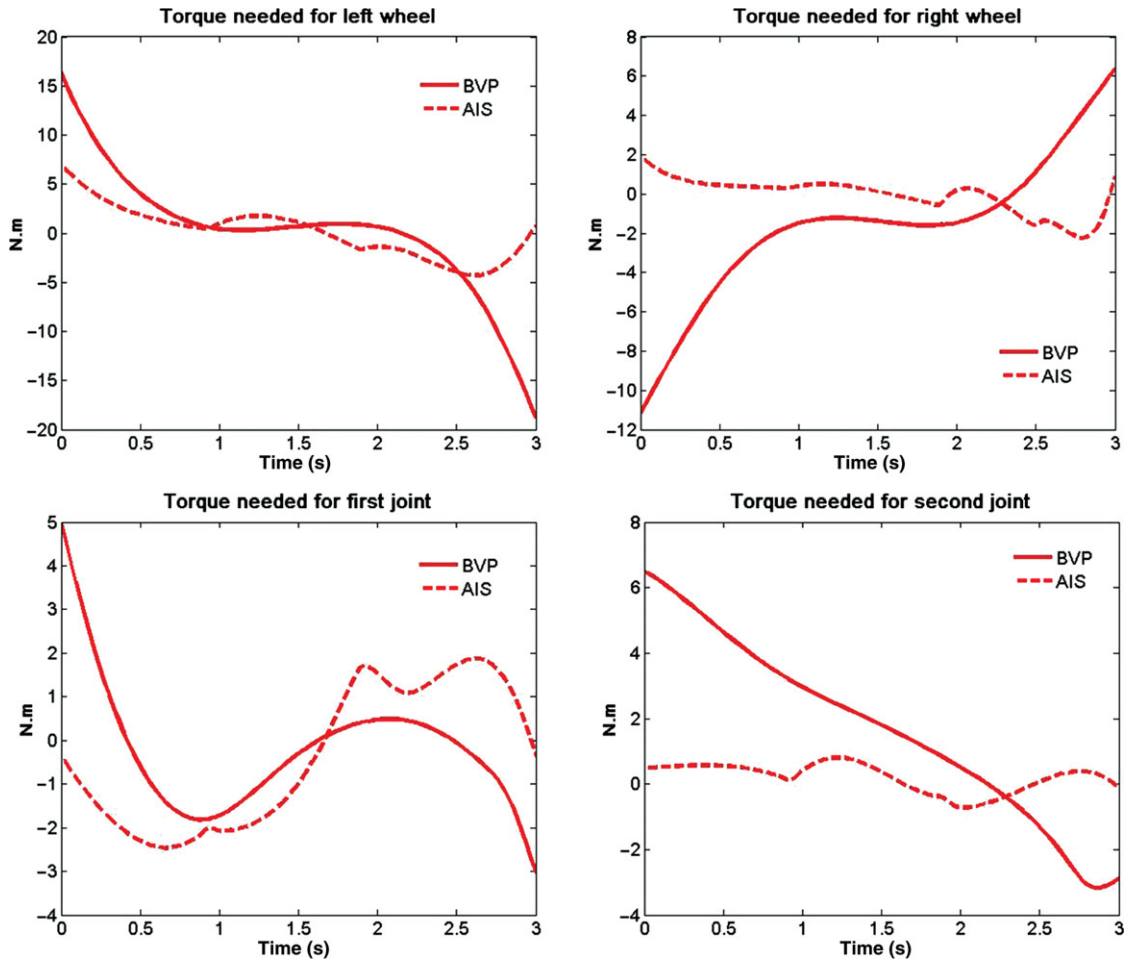 Torque needed for left wheel
20
15
10
5
0
−5
−10
−15
−20
N.m
BVP
AIS
0 0.5 1 1.5 2 2.5 3
Time (s)
Torque needed for right wheel
8
6
4
2
0
−2
−4
−6
−8
−10
−12
N.m
BVP
AIS
0 0.5 1 1.5 2 2.5 3
Time (s)
Torque needed for first joint
5
4
3
2
1
0
−1
−2
−3
−4
N.m
BVP
AIS
0 0.5 1 1.5 2 2.5 3
Time (s)
Torque needed for second joint
8
6
4
2
0
−2
−4
N.m
BVP
AIS
0 0.5 1 1.5 2 2.5 3
Time (s)